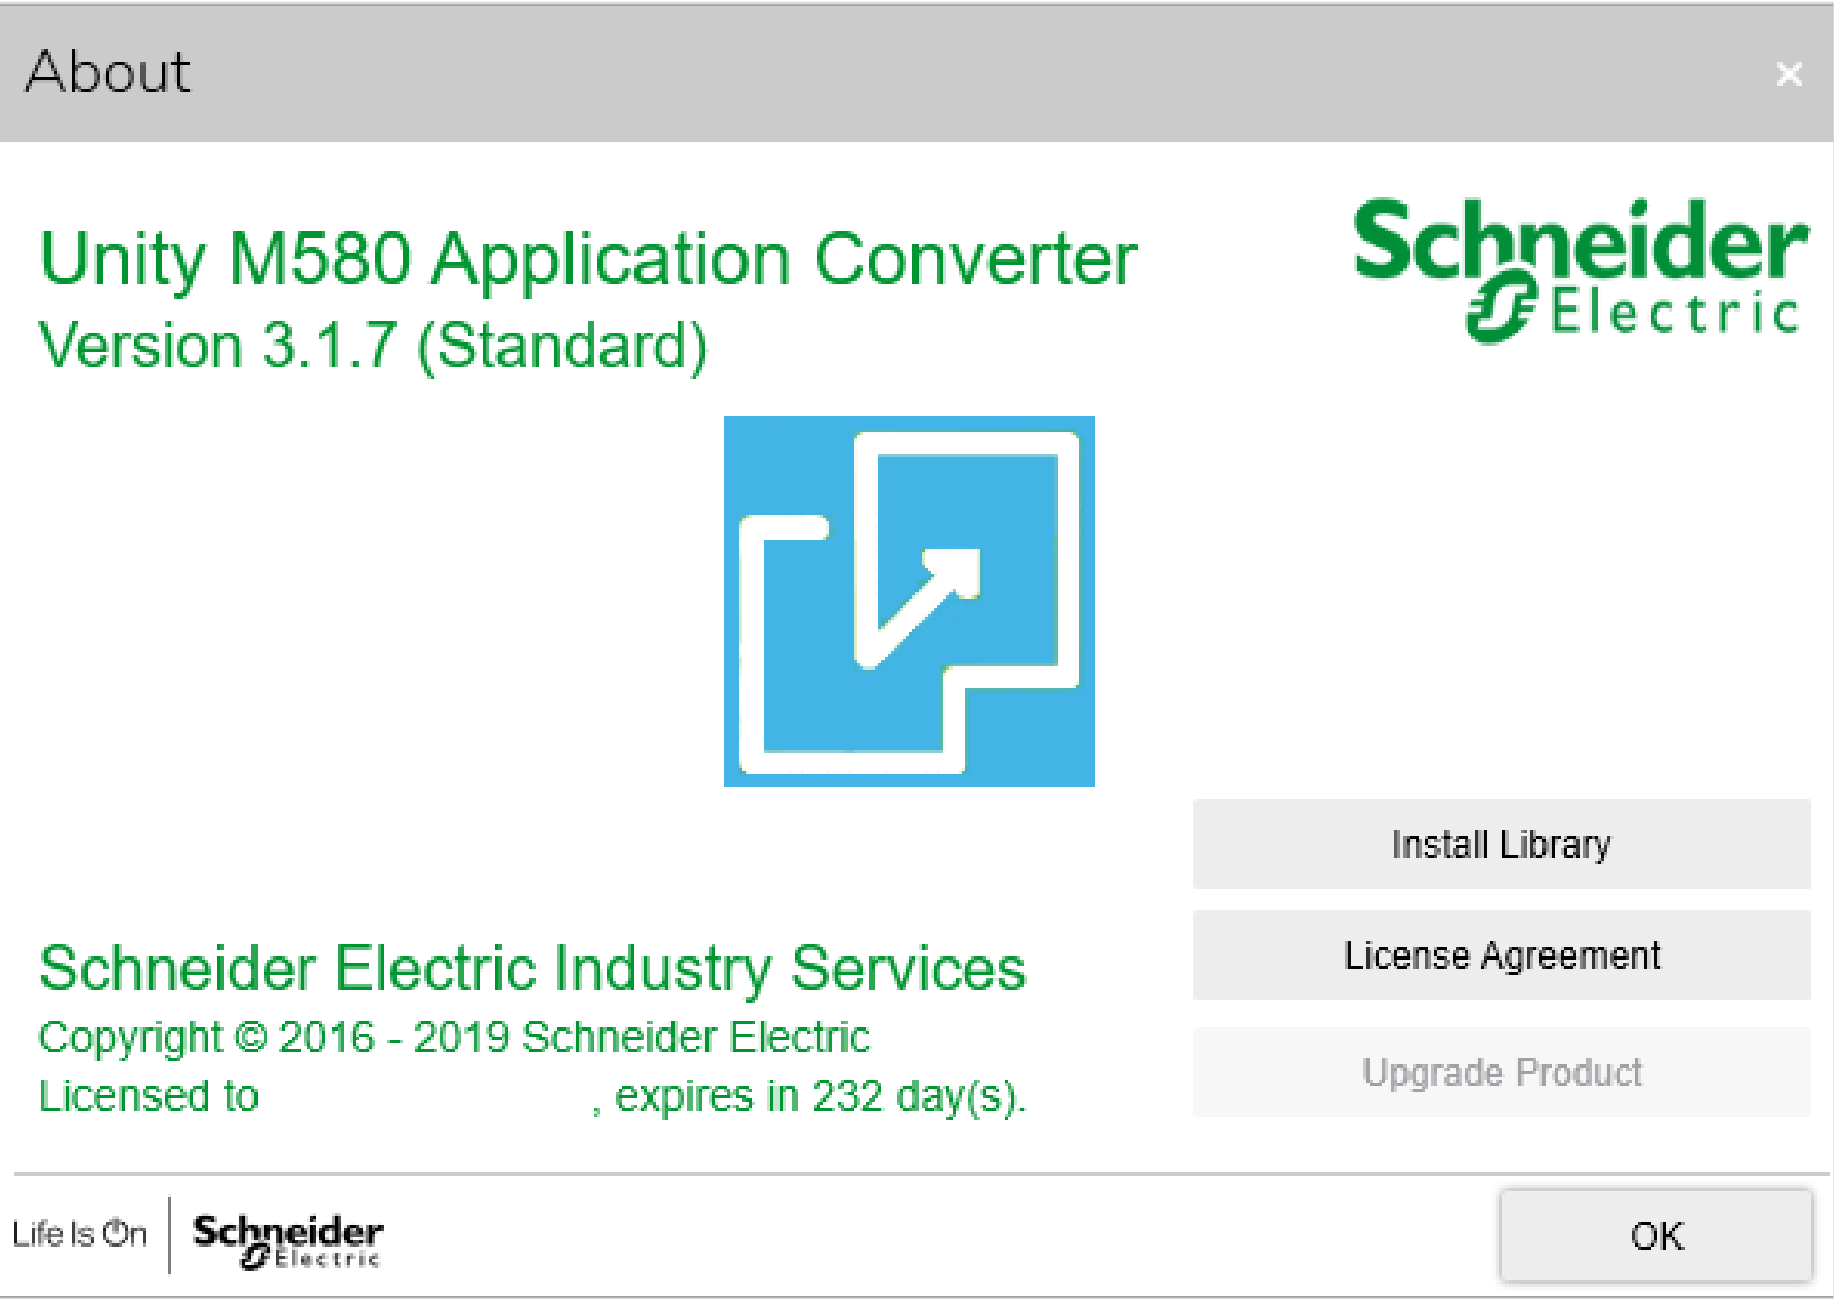 About
Unity M580 Application Converter
Version 3.1.7 (Standard)
Schneider
Electric
Install Library
License Agreement
Upgrade Product
Schneider Electric Industry Services
Copyright © 2016 - 2019 Schneider Electric
Licensed to , expires in 232 day(s).
Life Is On
Schneider
Electric
OK